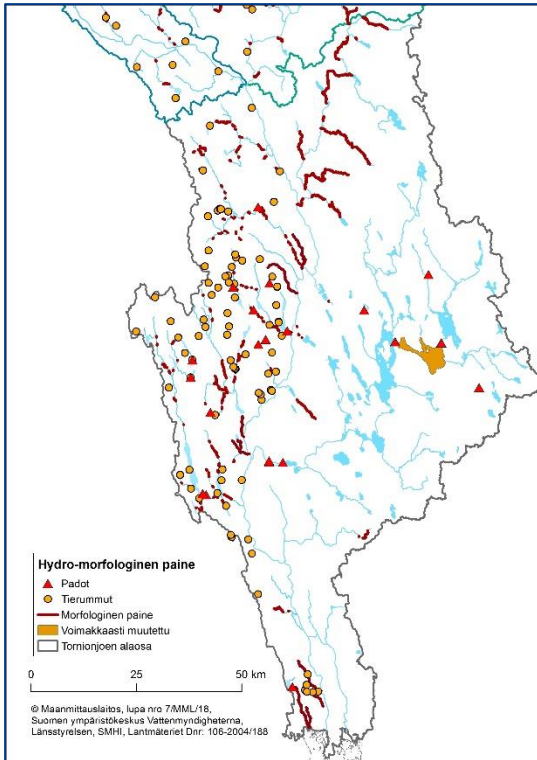 Hydro-morfologinen paine
Padot
Tierummut
Morfologinen paine
Voimakkaasti muutettu
Tornionjoen alaosa
0 25 50 km
© Maanmittauslaitos, lupa nro 7/MML/18,
Suomen ympäristökeskus Vattenmyndigheterna,
Länsstyrelsen, SMHI, Lantmäteriet Dnr: 106-2004/188